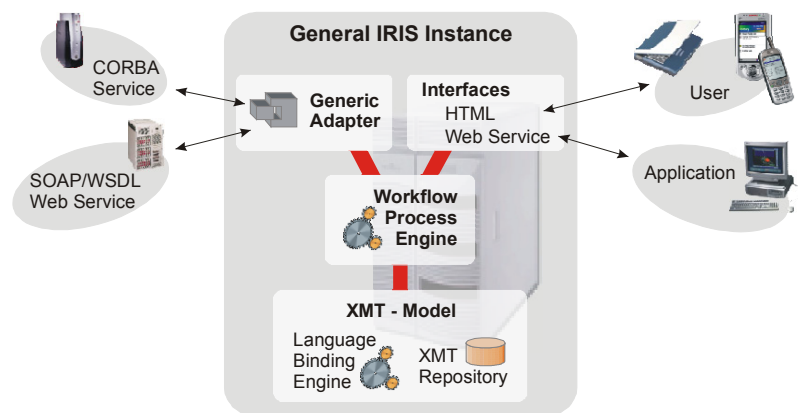 General IRIS Instance
CORBA
Service
SOAP/WSDL
Web Service
Generic
Adapter
Interfaces
HTML
Web Service
User
Application
Workflow
Process
Engine
XMT - Model
Language
Binding
Engine
XMT
Repository